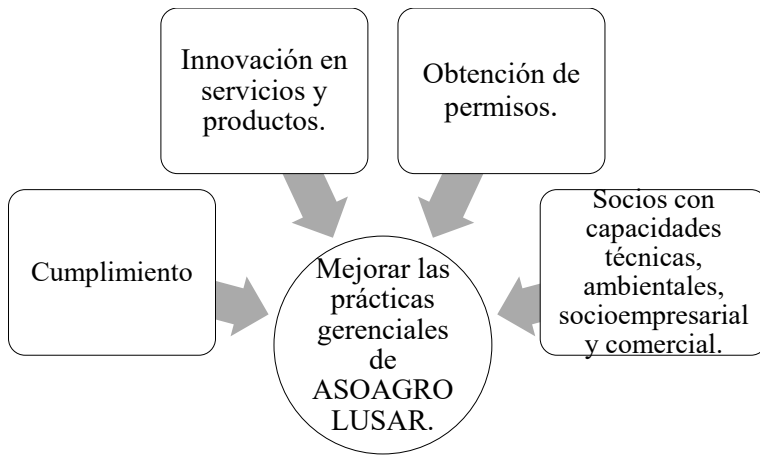 Innovación en
servicios y
productos.
Obtención de
permisos.
Cumplimiento
Socios con
capacidades
técnicas,
ambientales,
socioempresarial
y comercial.
Mejorar las
prácticas
gerenciales
de
ASOAGRO
LUSAR.